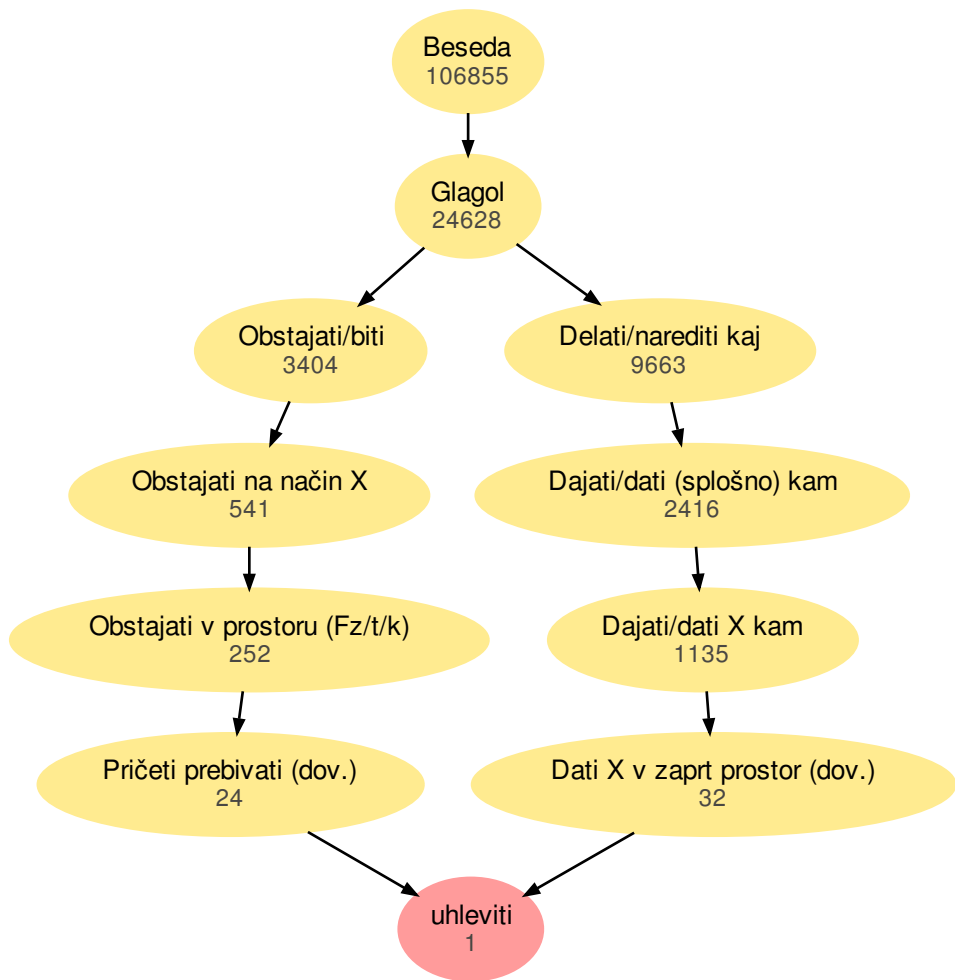 Beseda
106855
Glagol
24628
Obstajati/biti
3404
Delati/narediti kaj
9663
Obstajati na način X
541
Dajati/dati (splošno) kam
2416
Obstajati v prostoru (Fz/t/k)
252
Dajati/dati X kam
1135
Pričeti prebivati (dov.)
24
Dati X v zaprt prostor (dov.)
32
uhleviti
1